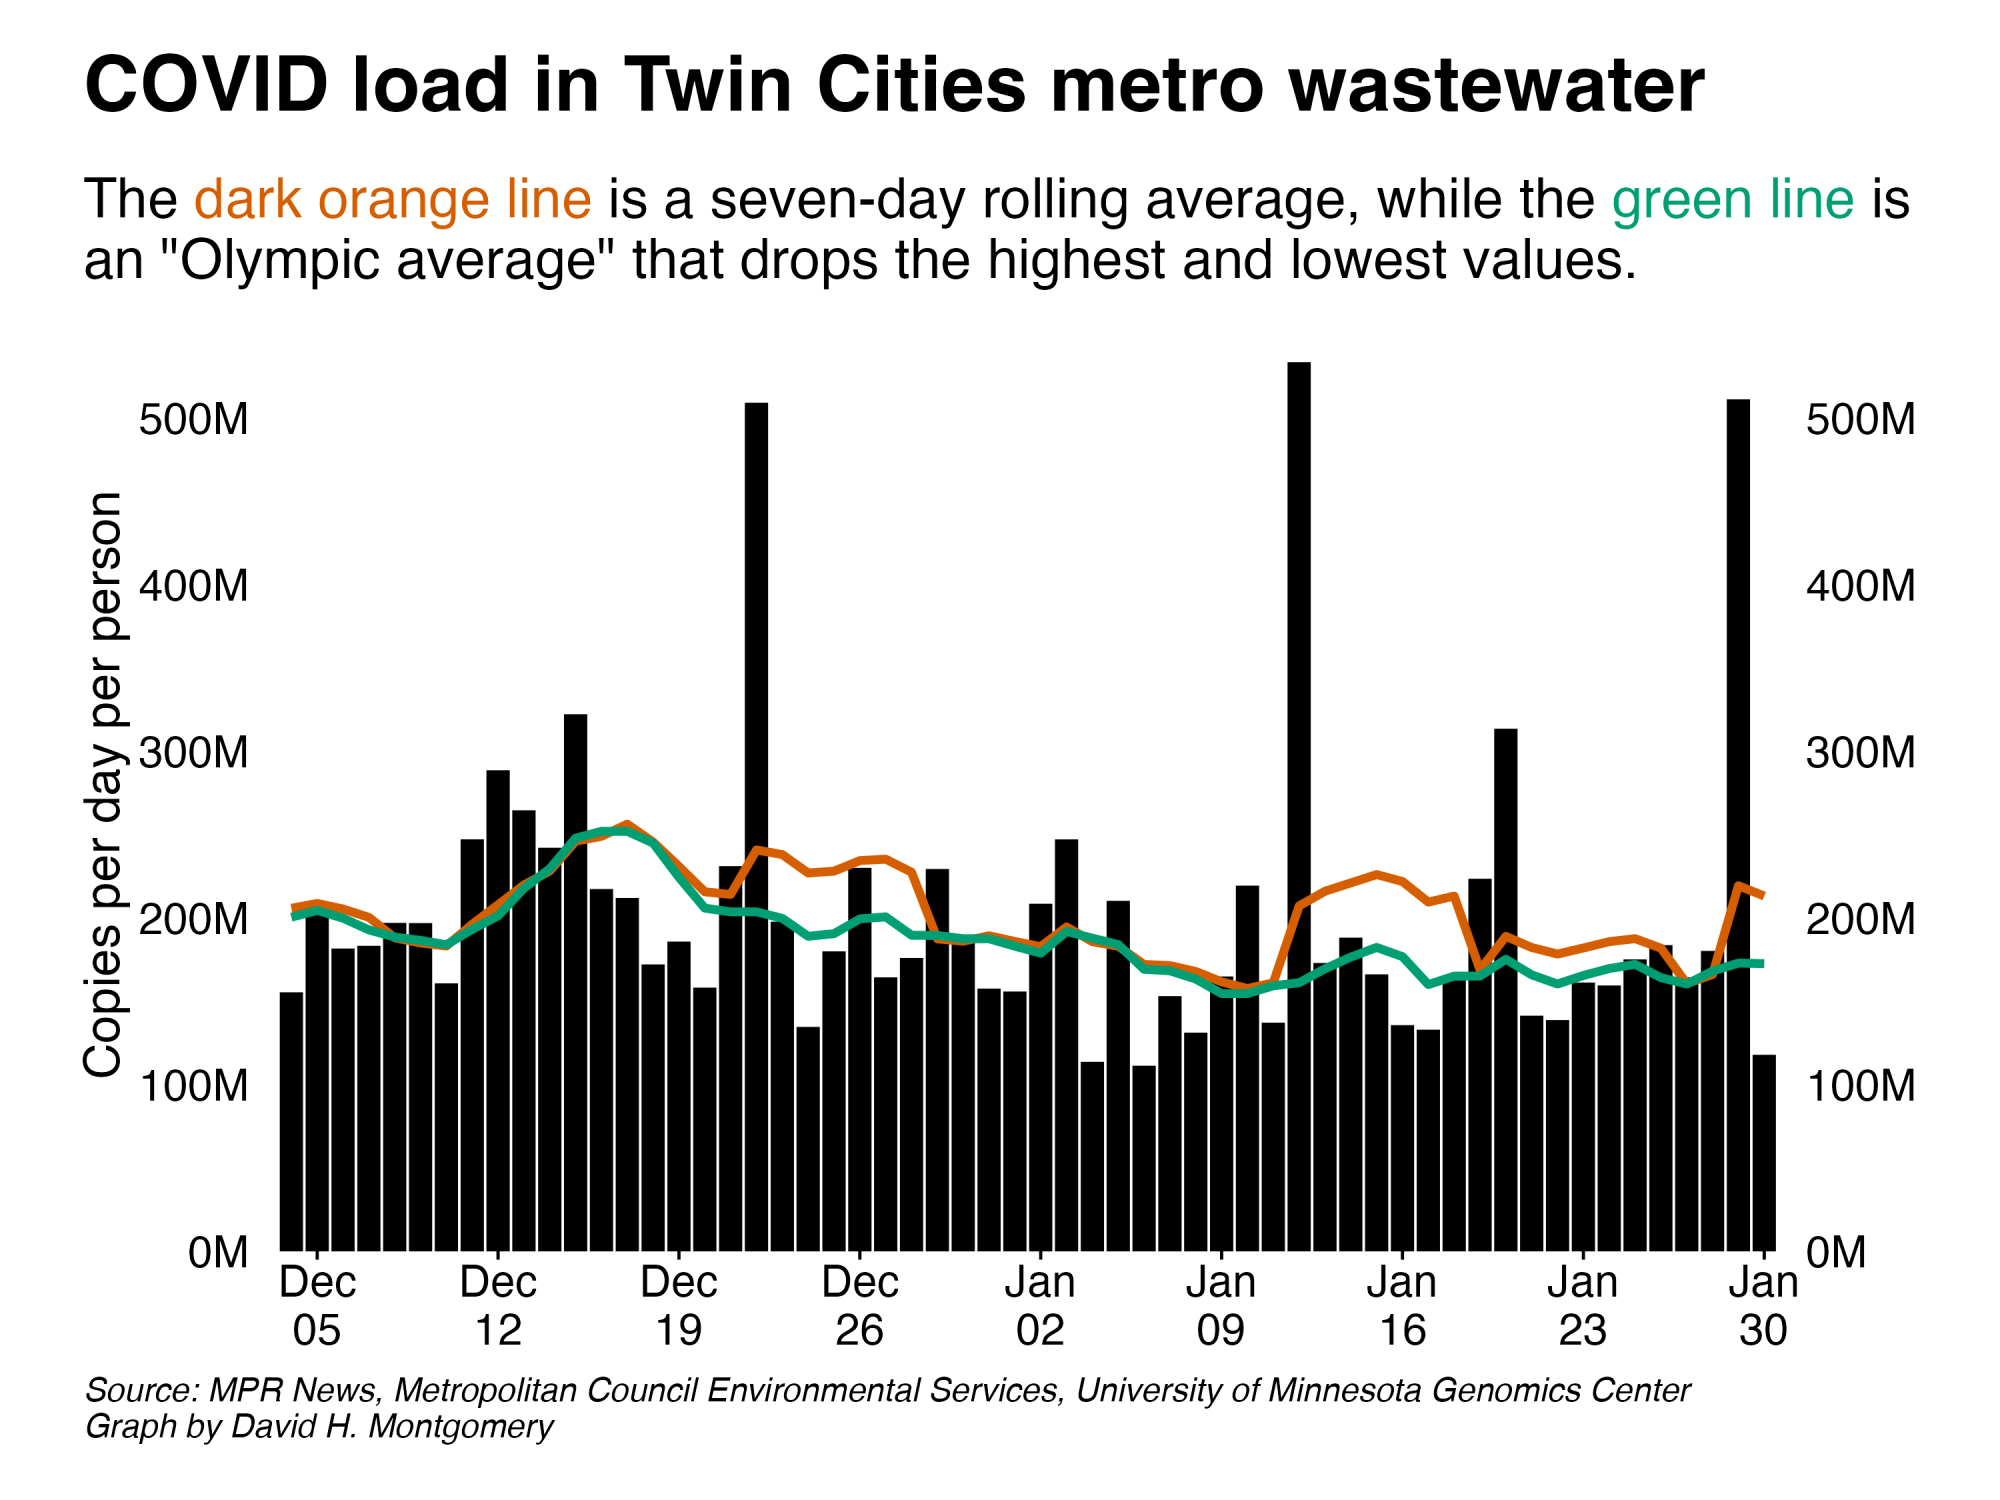 COVID load in Twin Cities metro wastewater
The dark orange line is a seven-day rolling average, while the green line is
an "Olympic average" that drops the highest and lowest values.
Copies per day per person
500M
400M
300M
200M
100M
0M
500M
400M
300M
200M
100M
0M
Dec
05
Dec
12
Dec
19
Dec
26
Jan
02
Jan
09
Jan
16
Jan
23
Jan
30
Source: MPR News, Metropolitan Council Environmental Services, University of Minnesota Genomics Center
Graph by David H. Montgomery